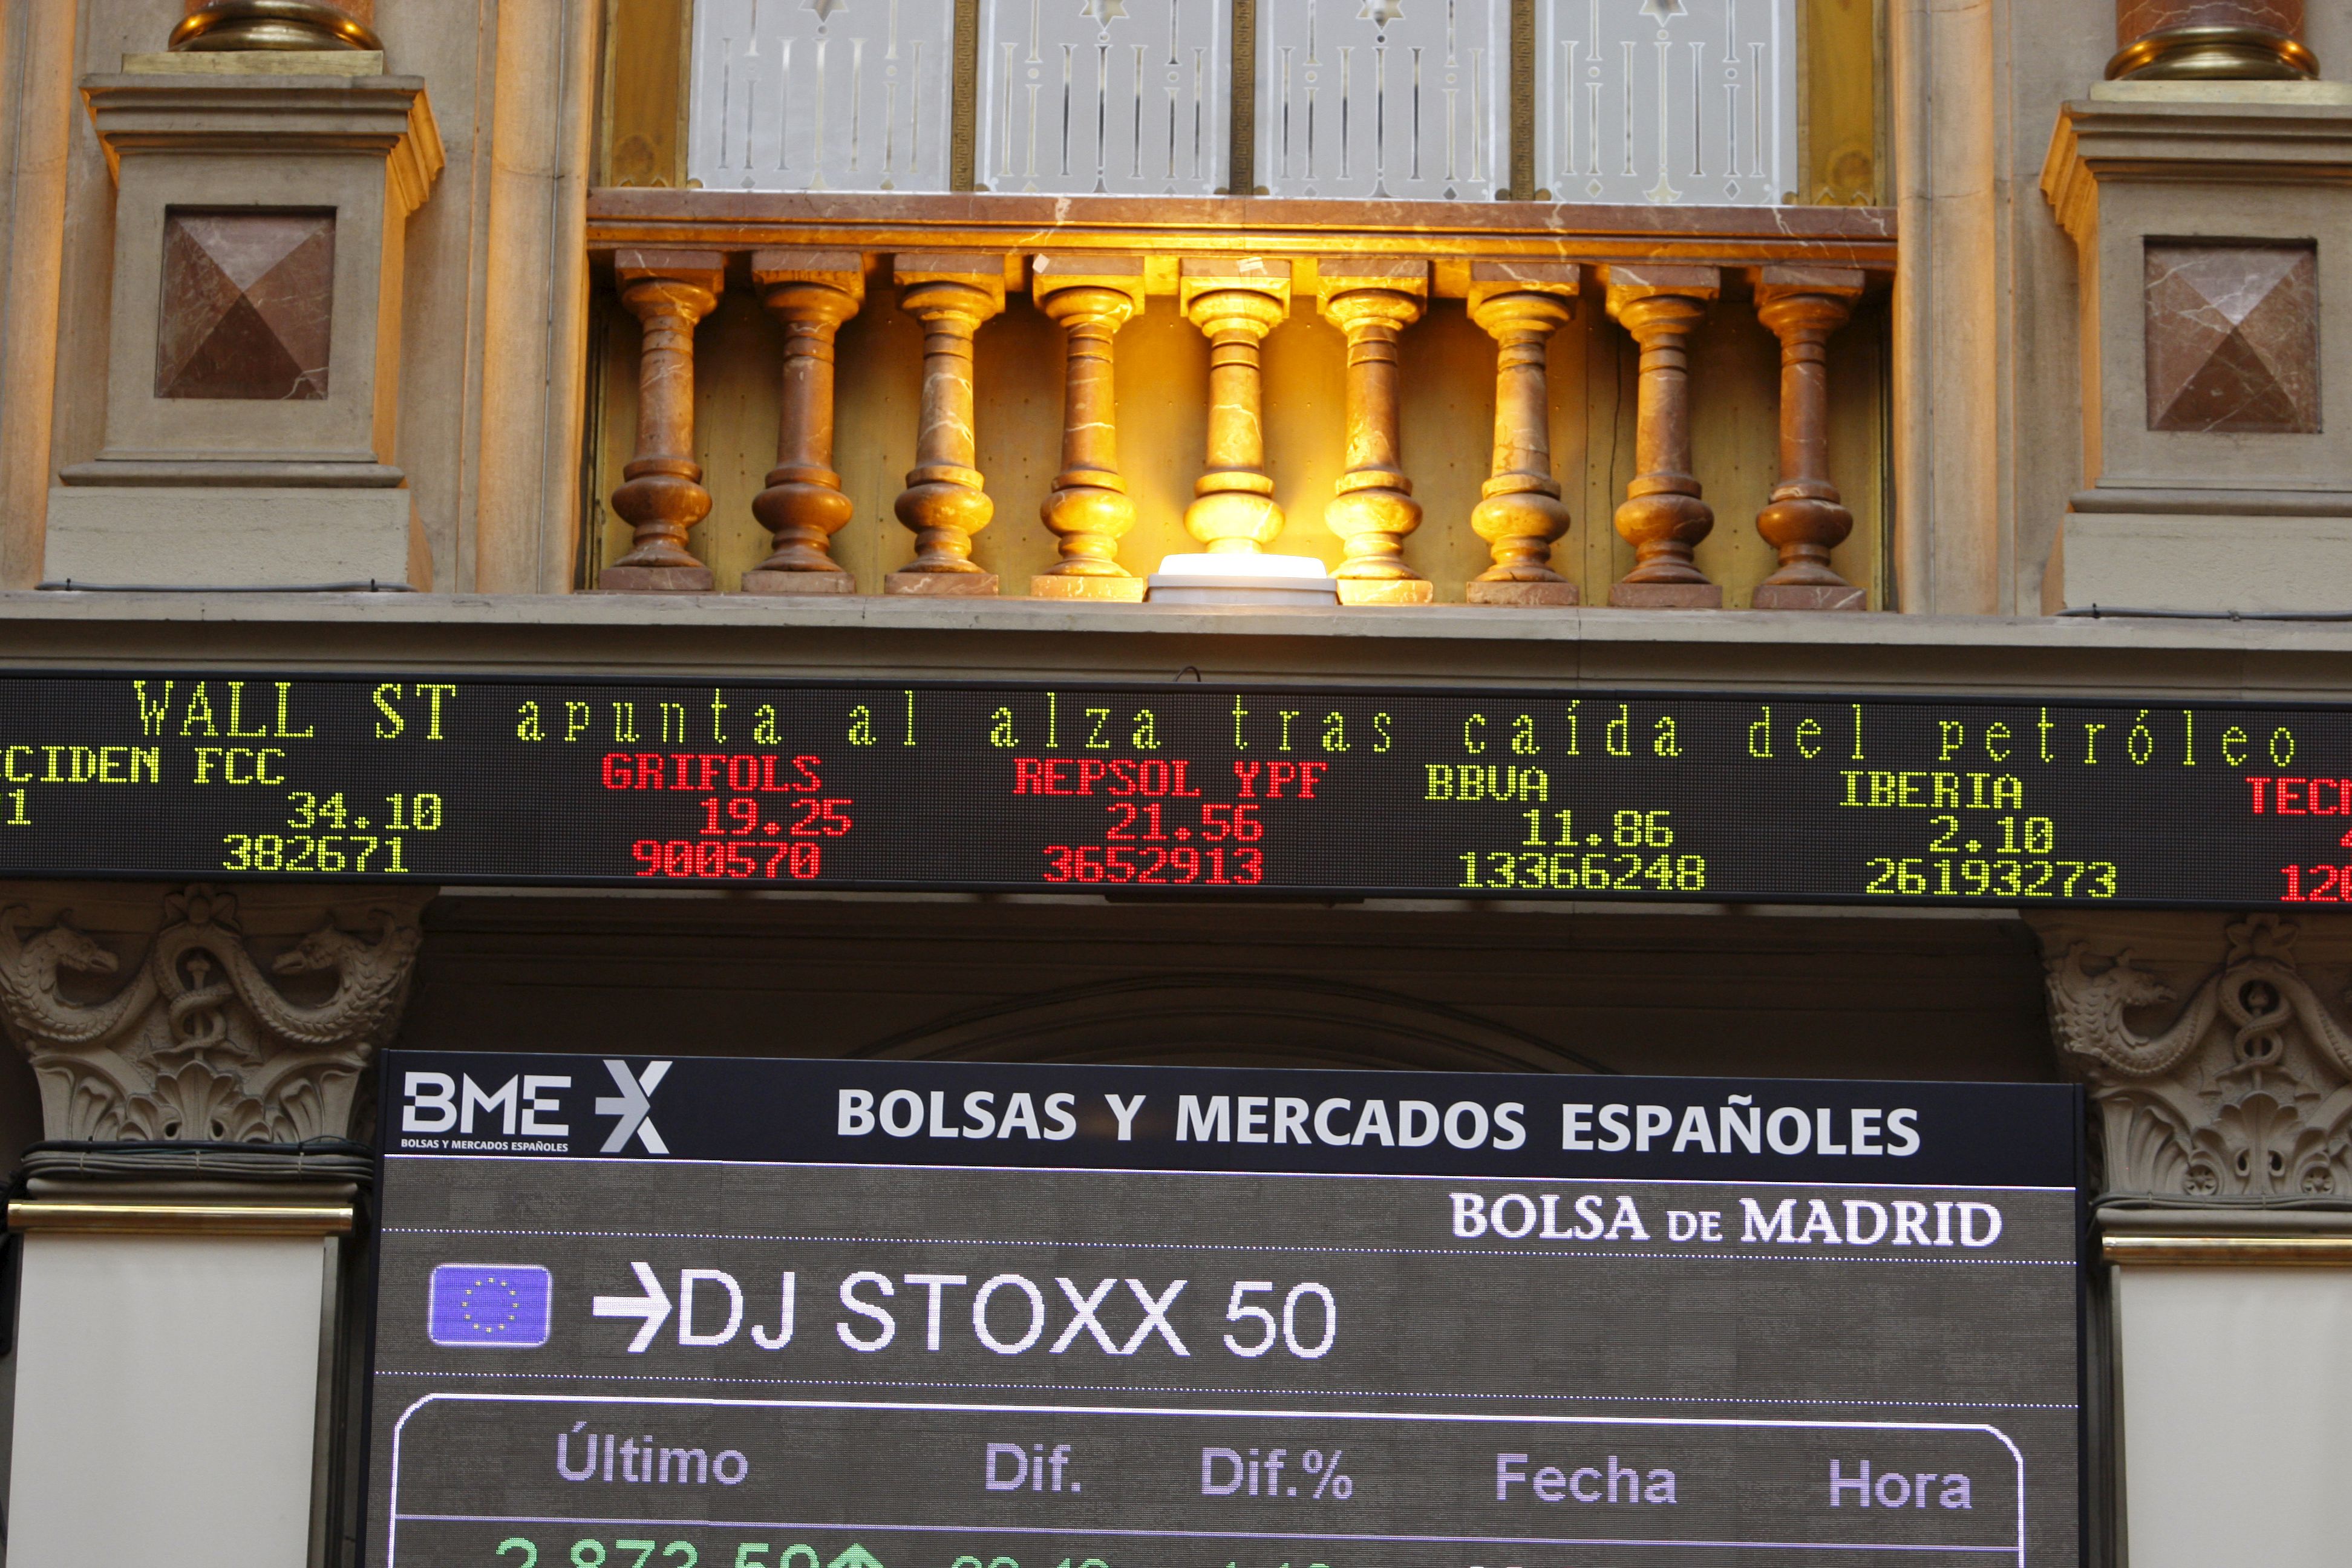 WALL ST apunta al alza tras caída del petróleo
FCC GRIFOLS REPSOL YPF BBVA IBERIA
34.10 19.25 21.56 11.86 2.10
382671 900570 3652913 13366248 26193273
BME X BOLSAS Y MERCADOS ESPAÑOLES
BOLSAS Y MERCADOS ESPAÑOLES
BOLSA DE MADRID
→DJ STOXX 50
Último Dif. Dif.% Fecha Hora